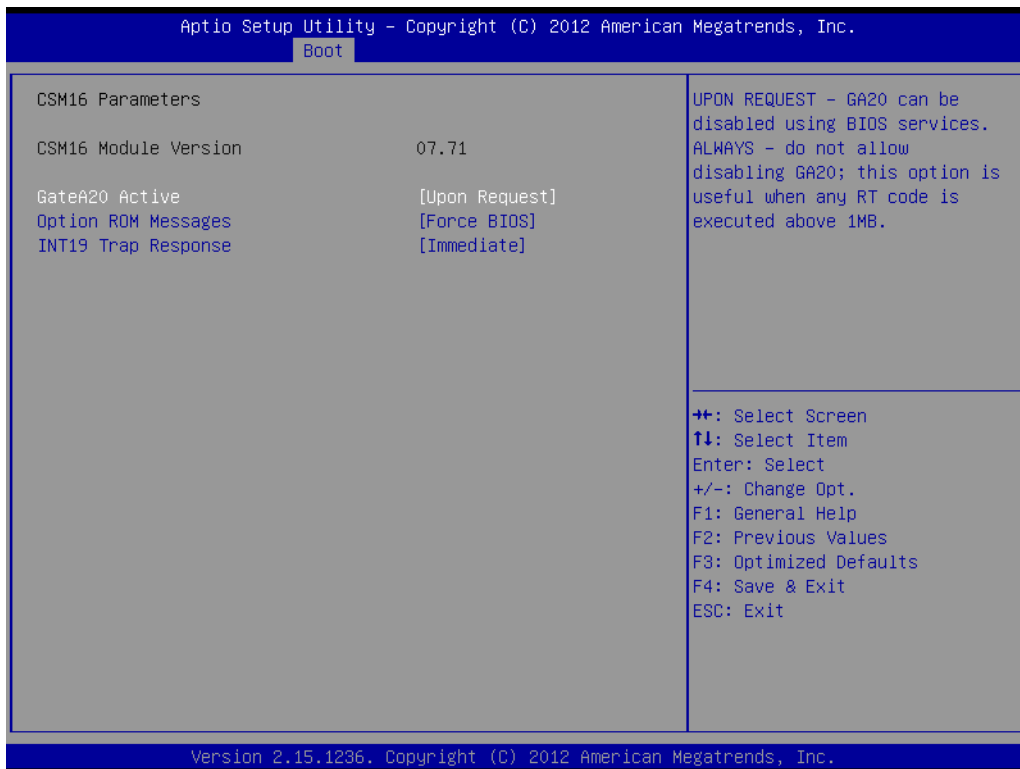 Aptio Setup Utility – Copyright (C) 2012 American Megatrends, Inc.
Boot
CSM16 Parameters
CSM16 Module Version 07.71
GateA20 Active [Upon Request]
Option ROM Messages [Force BIOS]
INT19 Trap Response [Immediate]
UPON REQUEST – GA20 can be
disabled using BIOS services.
ALWAYS – do not allow
disabling GA20; this option is
useful when any RT code is
executed above 1MB.
→←: Select Screen
↑↓: Select Item
Enter: Select
+/-: Change Opt.
F1: General Help
F2: Previous Values
F3: Optimized Defaults
F4: Save & Exit
ESC: Exit
Version 2.15.1236. Copyright (C) 2012 American Megatrends, Inc.